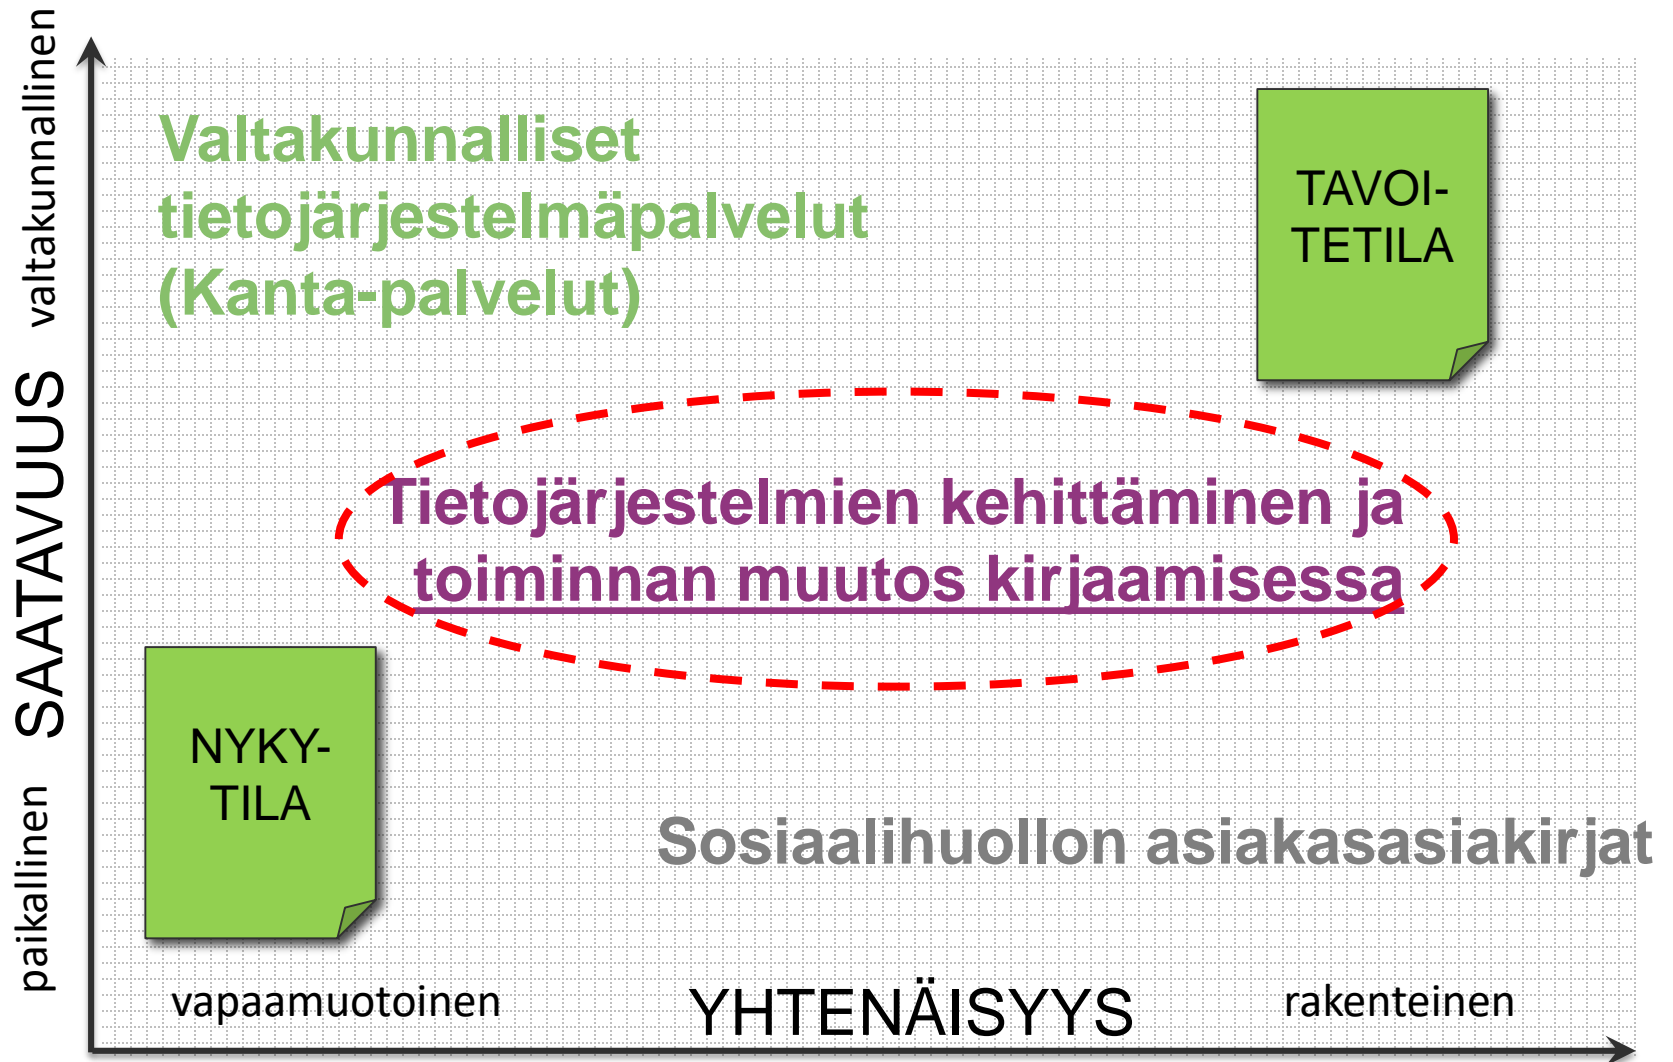 valtakunnallinen
SAATAVUUS
paikallinen
Valtakunnalliset
tietojärjestelmäpalvelut
(Kanta-palvelut)
TAVOI-
TETILA
Tietojärjestelmien kehittäminen ja
toiminnan muutos kirjaamisessa
NYKY-
TILA
Sosiaalihuollon asiakasasiakirjat
vapaamuotoinen
YHTENÄISYYS
rakenteinen